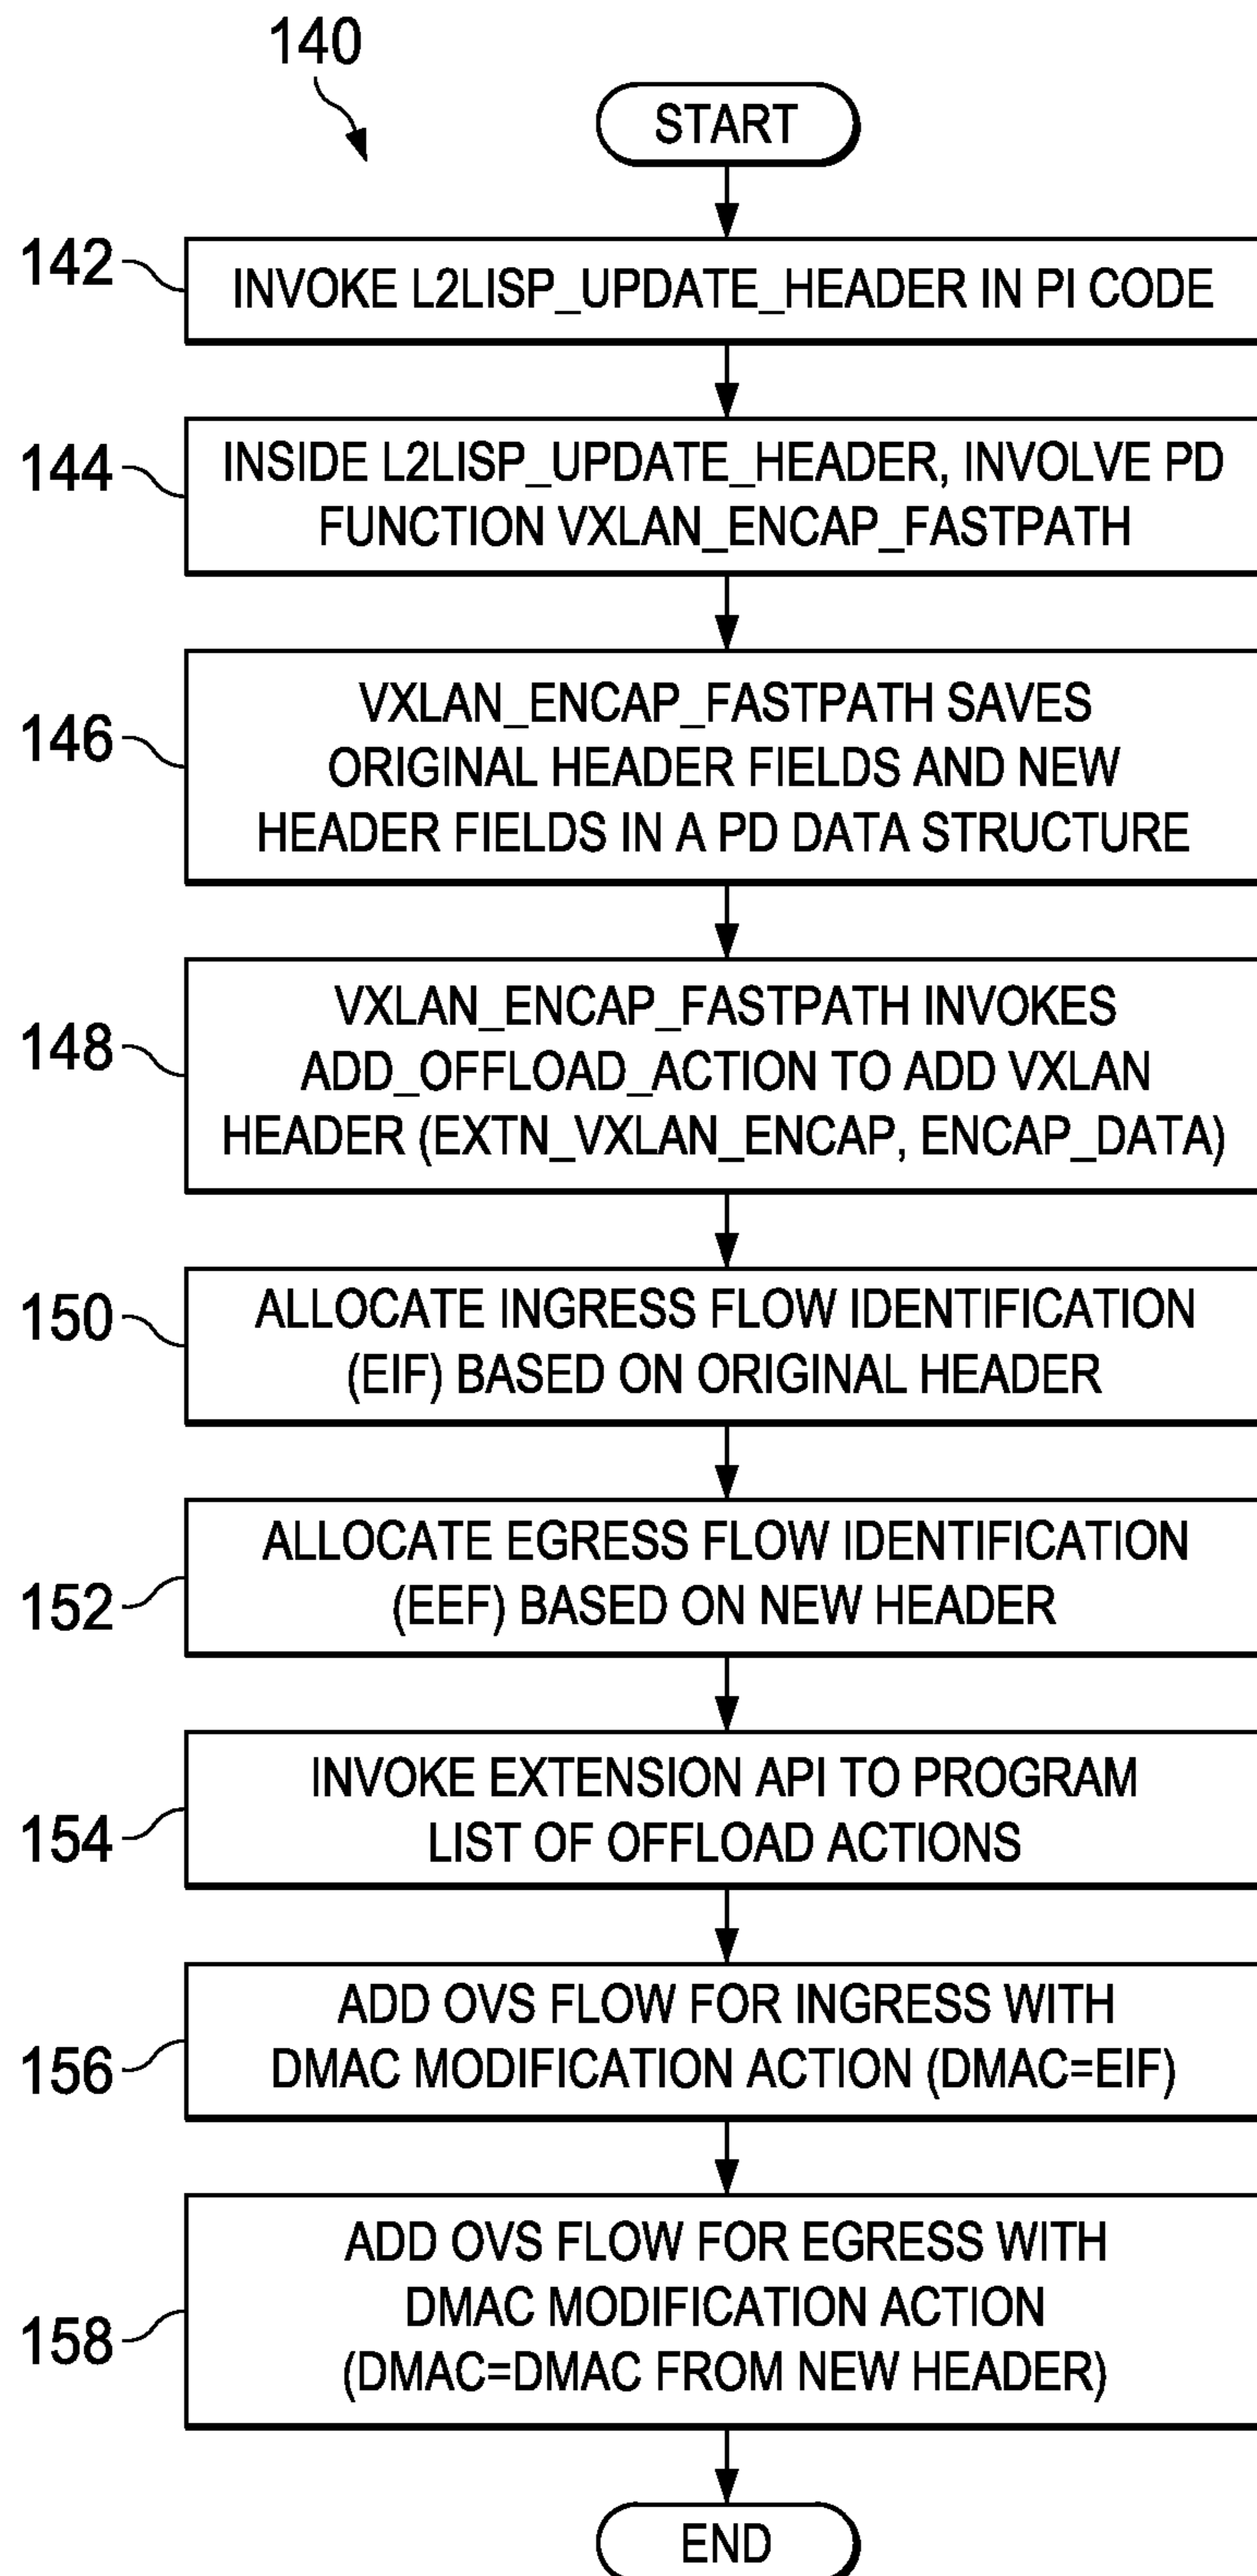 140
START
142
INVOKE L2LISP_UPDATE_HEADER IN PI CODE
144
INSIDE L2LISP_UPDATE_HEADER, INVOLVE PD
FUNCTION VXLAN_ENCAP_FASTPATH
146
VXLAN_ENCAP_FASTPATH SAVES
ORIGINAL HEADER FIELDS AND NEW
HEADER FIELDS IN A PD DATA STRUCTURE
148
VXLAN_ENCAP_FASTPATH INVOKES
ADD_OFFLOAD_ACTION TO ADD VXLAN
HEADER (EXTN_VXLAN_ENCAP, ENCAP_DATA)
150
ALLOCATE INGRESS FLOW IDENTIFICATION
(EIF) BASED ON ORIGINAL HEADER
152
ALLOCATE EGRESS FLOW IDENTIFICATION
(EEF) BASED ON NEW HEADER
154
INVOKE EXTENSION API TO PROGRAM
LIST OF OFFLOAD ACTIONS
156
ADD OVS FLOW FOR INGRESS WITH
DMAC MODIFICATION ACTION (DMAC=EIF)
158
ADD OVS FLOW FOR EGRESS WITH
DMAC MODIFICATION ACTION
(DMAC=DMAC FROM NEW HEADER)
END